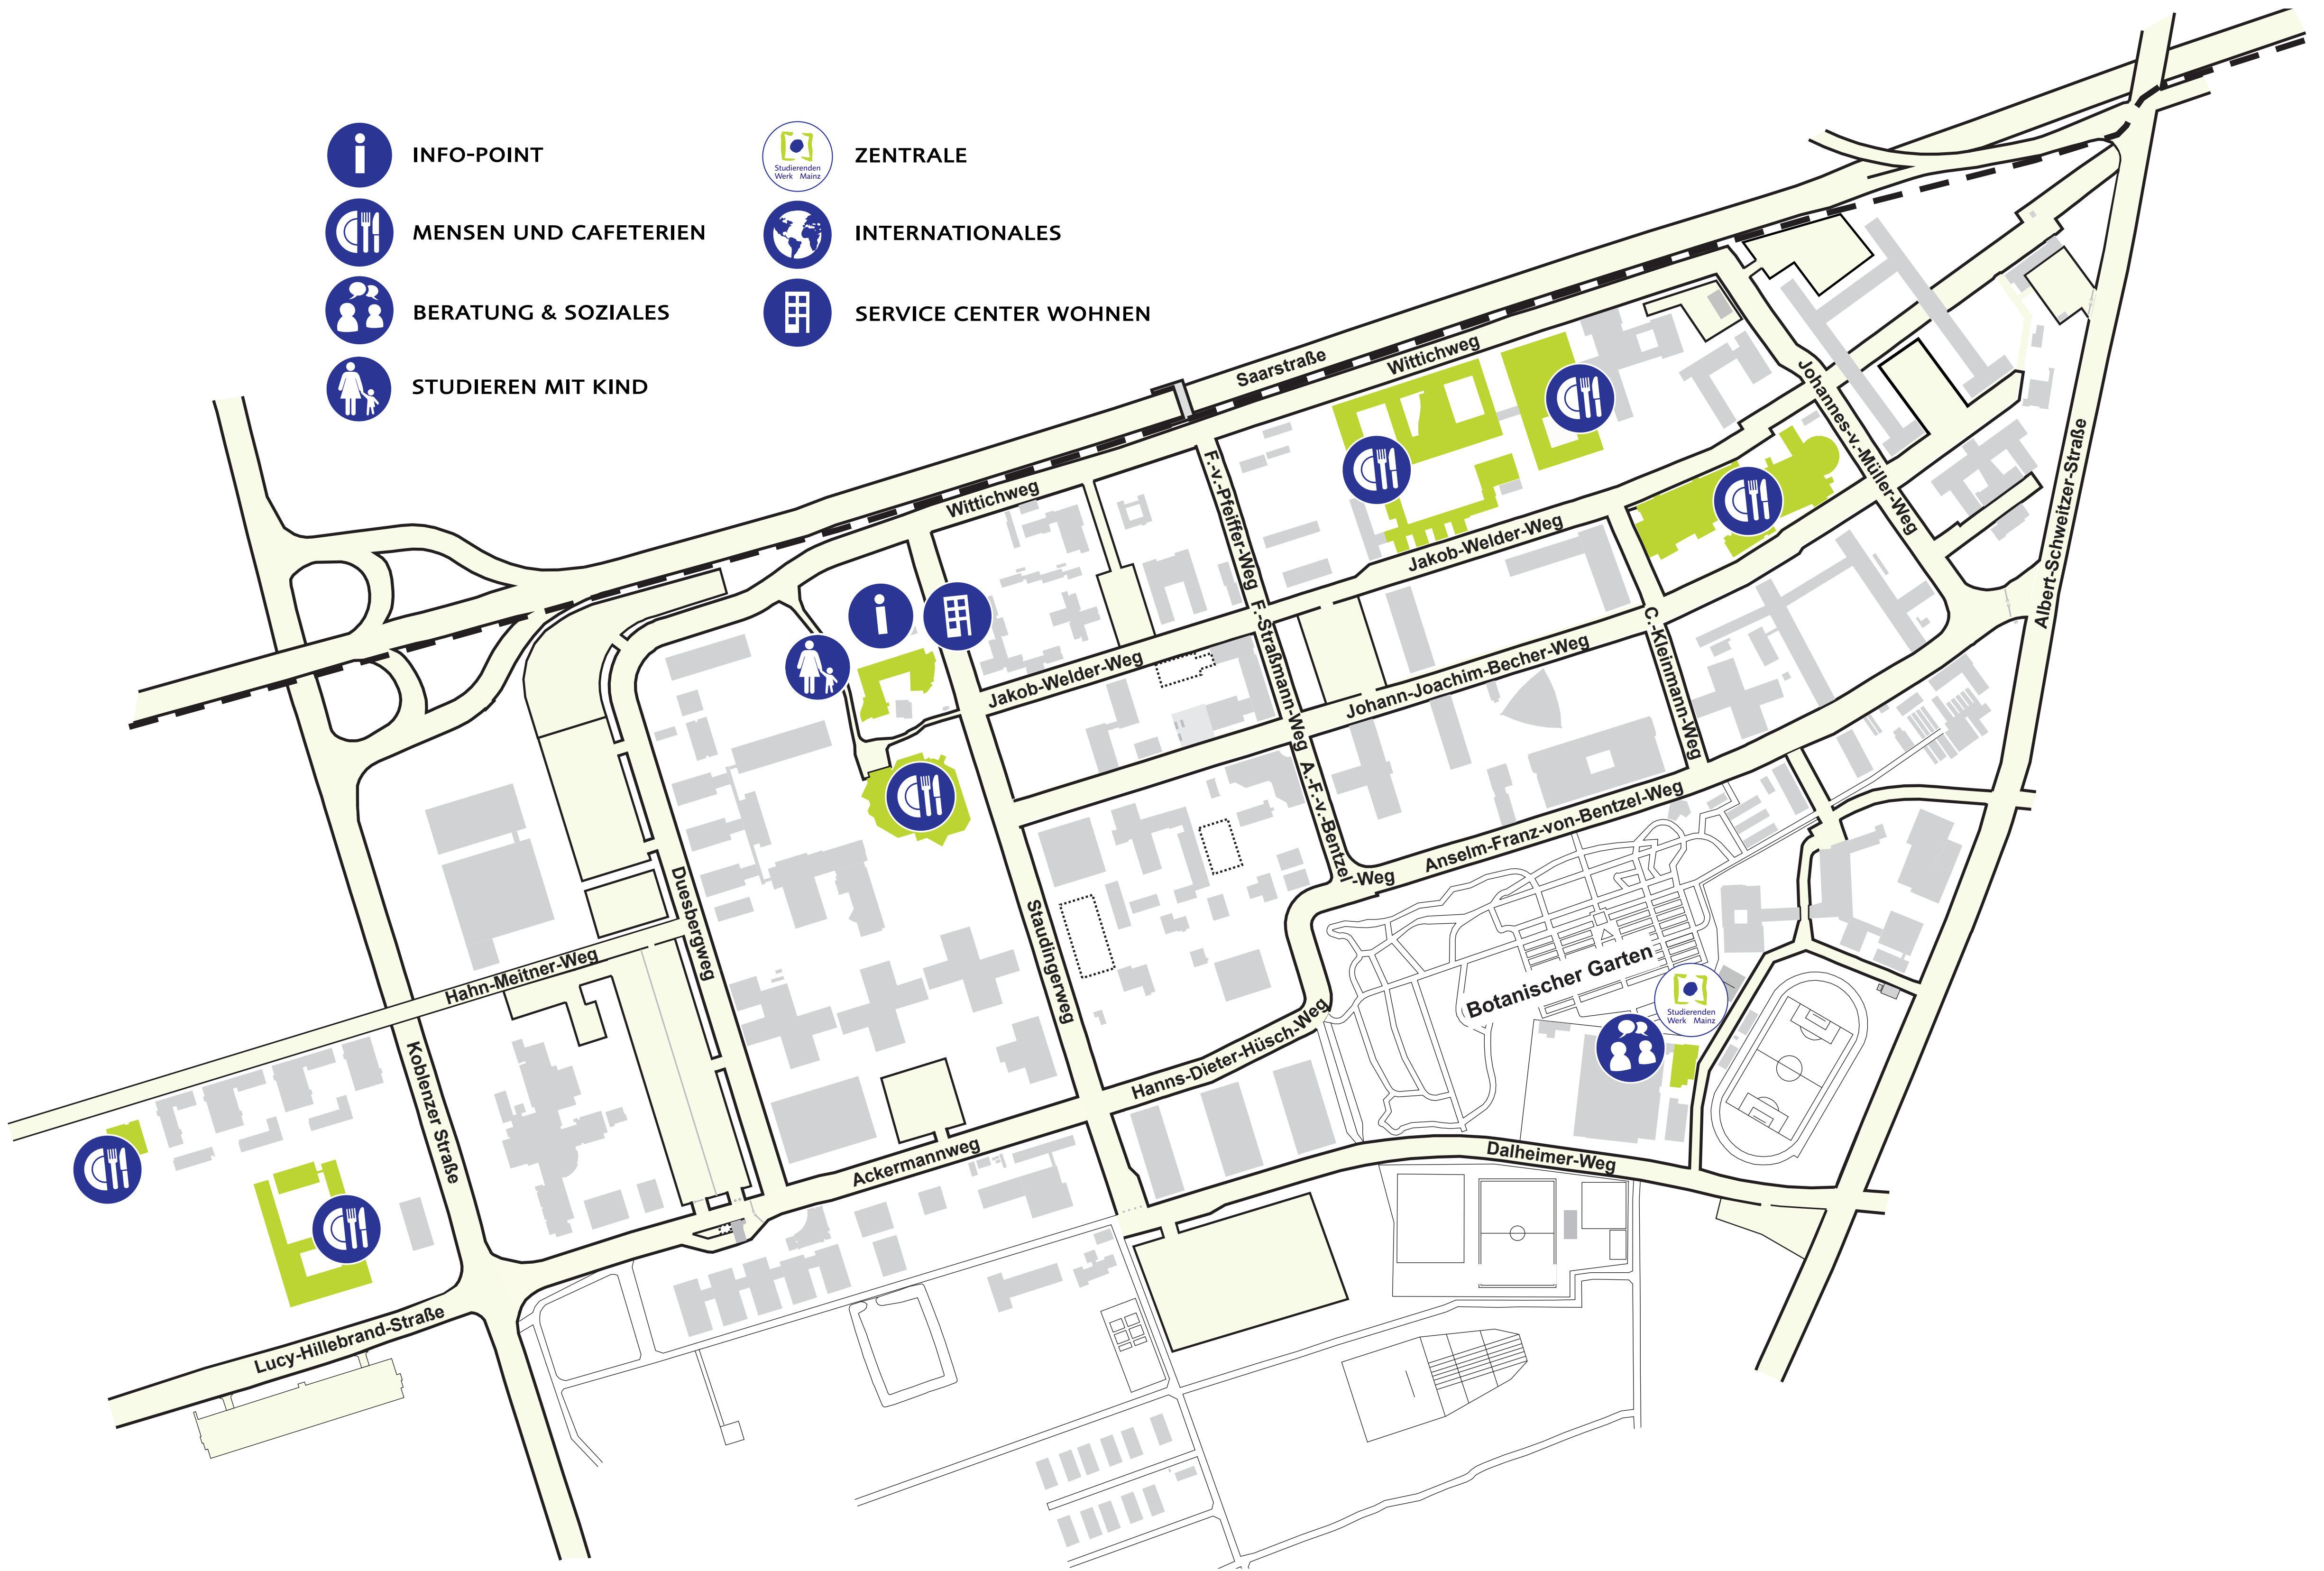 INFO-POINT
MENSEN UND CAFETERIEN
BERATUNG & SOZIALES
STUDIEREN MIT KIND
Studierenden
Werk Mainz
ZENTRALE
INTERNATIONALES
SERVICE CENTER WOHNEN
Saarstraße
Wittichweg
Wittichweg
Johannes-v.-Müller-Weg
Albert-Schweitzer-Straße
F.-v.-Pfeiffer-Weg
Jakob-Welder-Weg
F.-Straßmann-Weg
C.-Kleinmann-Weg
Jakob-Welder-Weg
Johann-Joachim-Becher-Weg
A.-F.-v.-Bentzel
-Weg
Anselm-Franz-von-Bentzel-Weg
Duesbergweg
Staudingerweg
Hahn-Meitner-Weg
Botanischer Garten
Studierenden
Werk Mainz
Koblenzer Straße
Hanns-Dieter-Hüsch-Weg
Ackermannweg
Dalheimer-Weg
Lucy-Hillebrand-Straße